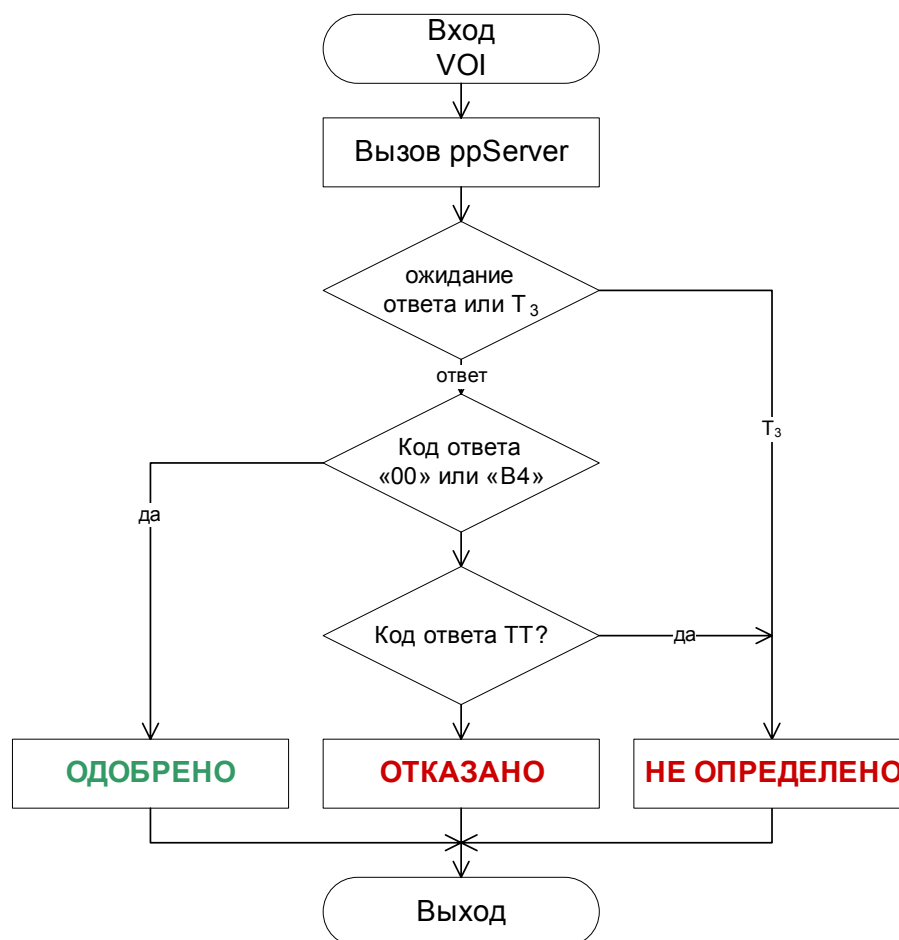 Вход
VOI
Вызов ppServer
ожидание
ответа или T₃
ответ
T₃
Код ответа
«00» или «B4»
да
Код ответа ТТ?
да
ОДОБРЕНО
ОТКАЗАНО
НЕ ОПРЕДЕЛЕНО
Выход